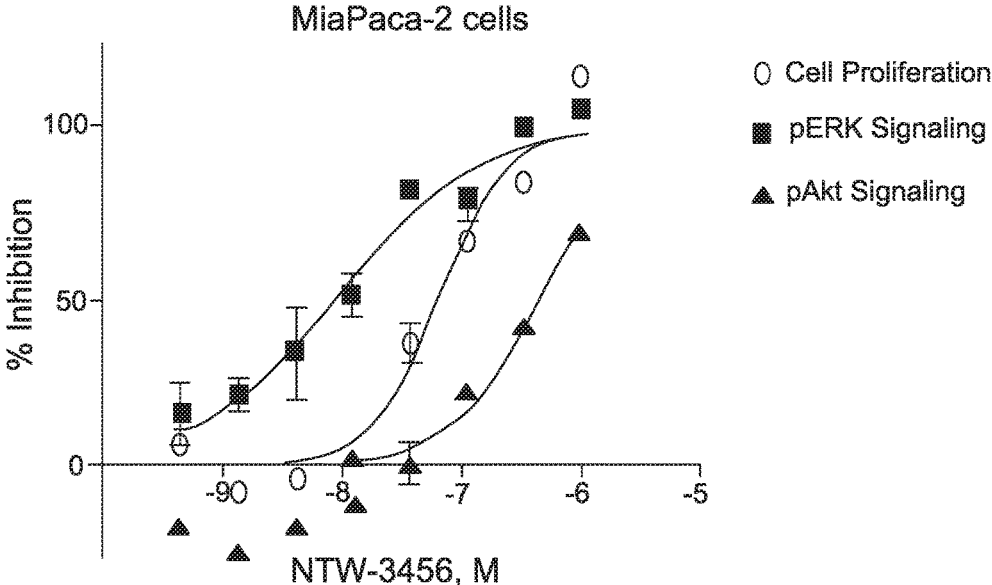 MiaPaca-2 cells
Cell Proliferation
pERK Signaling
pAkt Signaling
% Inhibition
100
50
0
-9
-8
-7
-6
-5
NTW-3456, M